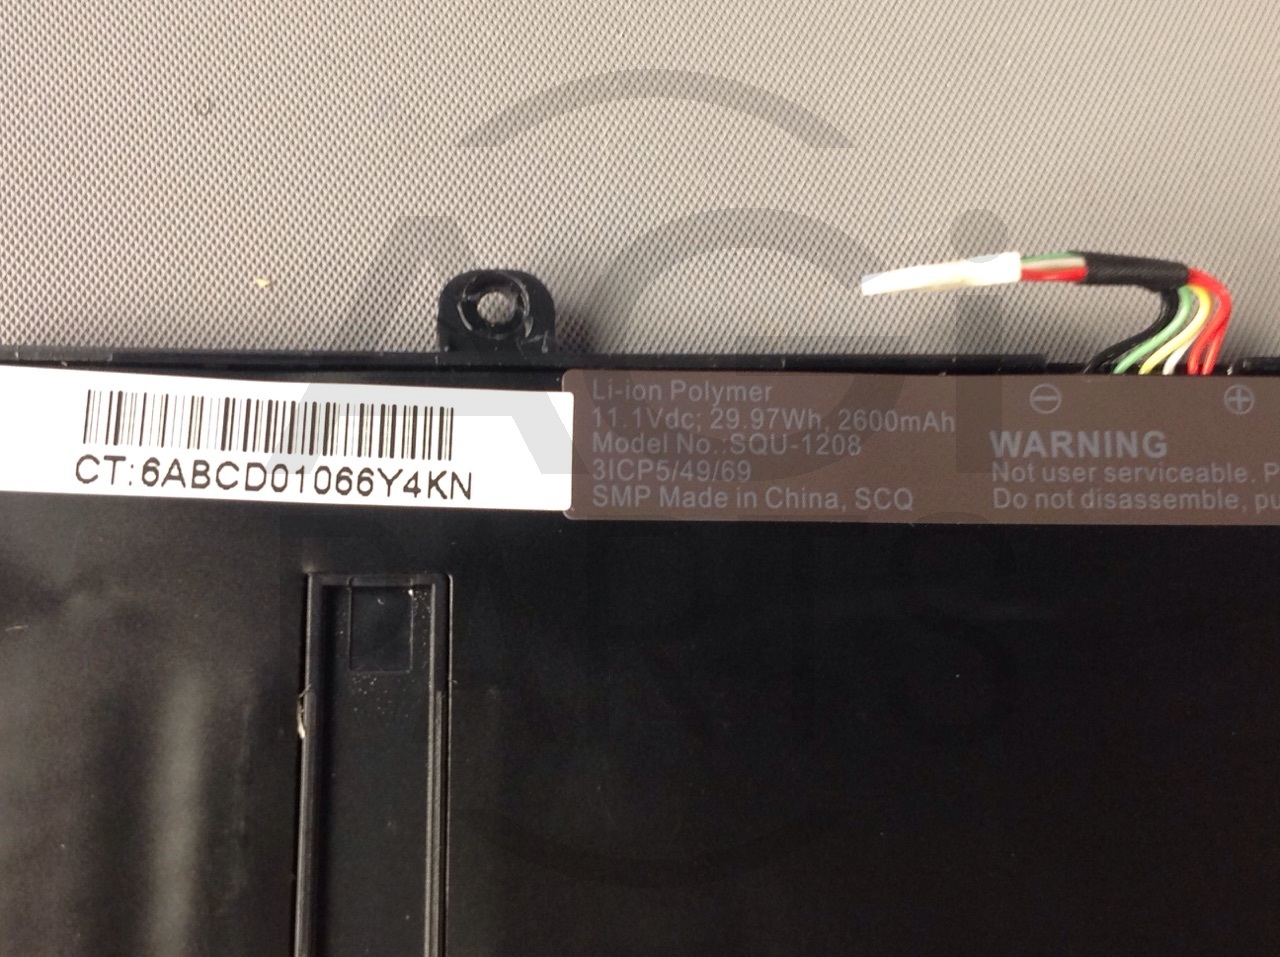 CT: 6ABCD01066Y4KN
Li-ion Polymer
11.1Vdc; 29.97Wh, 2600mAh
Model No.:SQU-1208
3ICP5/49/69
SMP Made in China, SCQ
WARNING
Not user serviceable.
Do not disassemble,